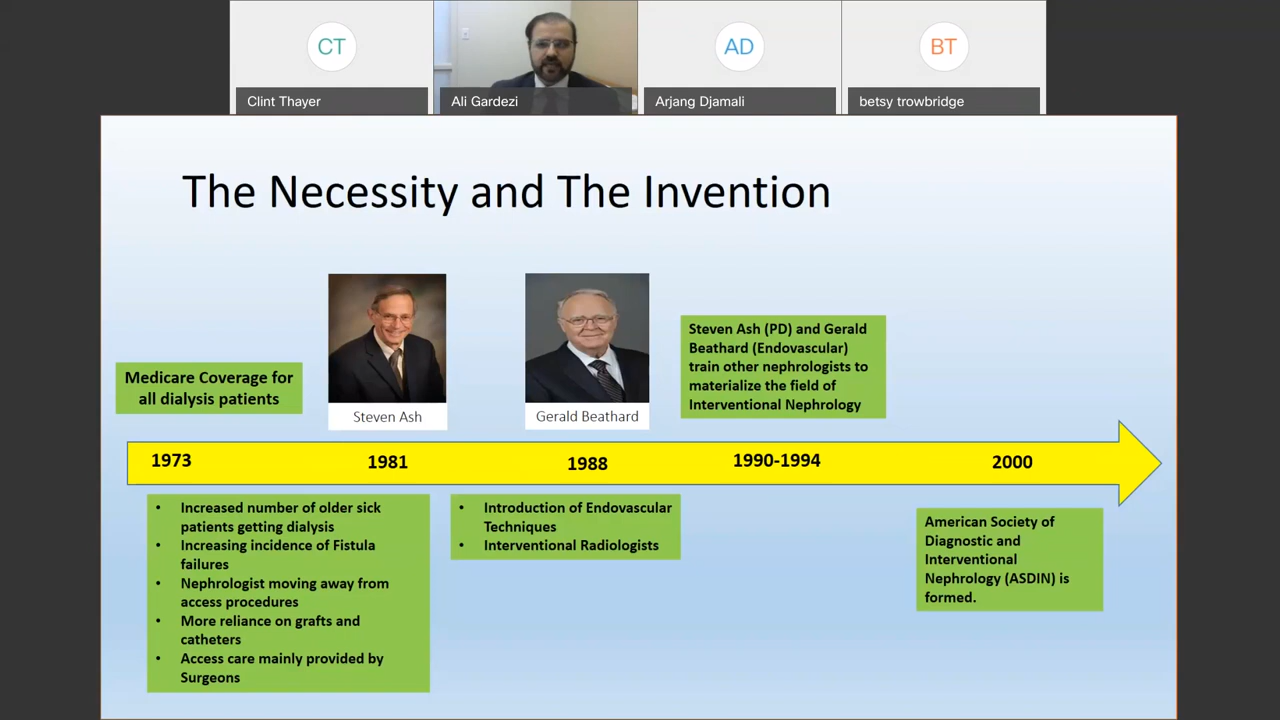 CT
AD
BT
Clint Thayer
Ali Gardezi
Arjang Djamali
betsy trowbridge
The Necessity and The Invention
Medicare Coverage for
all dialysis patients
Steven Ash
Gerald Beathard
Steven Ash (PD) and Gerald
Beathard (Endovascular)
train other nephrologists to
materialize the field of
Interventional Nephrology
1973
1981
1988
1990-1994
2000
• Increased number of older sick
patients getting dialysis
• Increasing incidence of Fistula
failures
• Nephrologist moving away from
access procedures
• More reliance on grafts and
catheters
• Access care mainly provided by
Surgeons
• Introduction of Endovascular
Techniques
• Interventional Radiologists
American Society of
Diagnostic and
Interventional
Nephrology (ASDIN) is
formed.